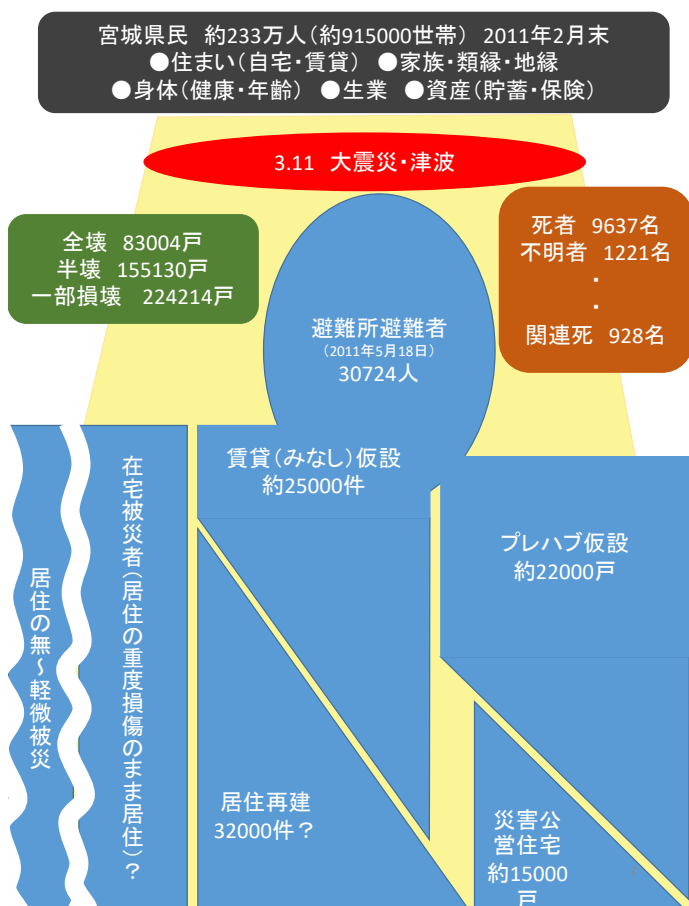 宮城県民 約233万人(約915000世帯) 2011年2月末
●住まい(自宅・賃貸) ●家族・類縁・地縁
●身体(健康・年齢) ●生業 ●資産(貯蓄・保険)
3.11 大震災・津波
全壊 83004戸
半壊 155130戸
一部損壊 224214戸
死者 9637名
不明者 1221名
・
・
関連死 928名
避難所避難者
(2011年5月18日)
30724人
賃貸(みなし)仮設
約25000件
プレハブ仮設
約22000戸
居住の無~軽微被災
在宅被災者(居住の重度損傷のまま居住)?
居住再建
32000件?
災害公
営住宅
約15000
戸